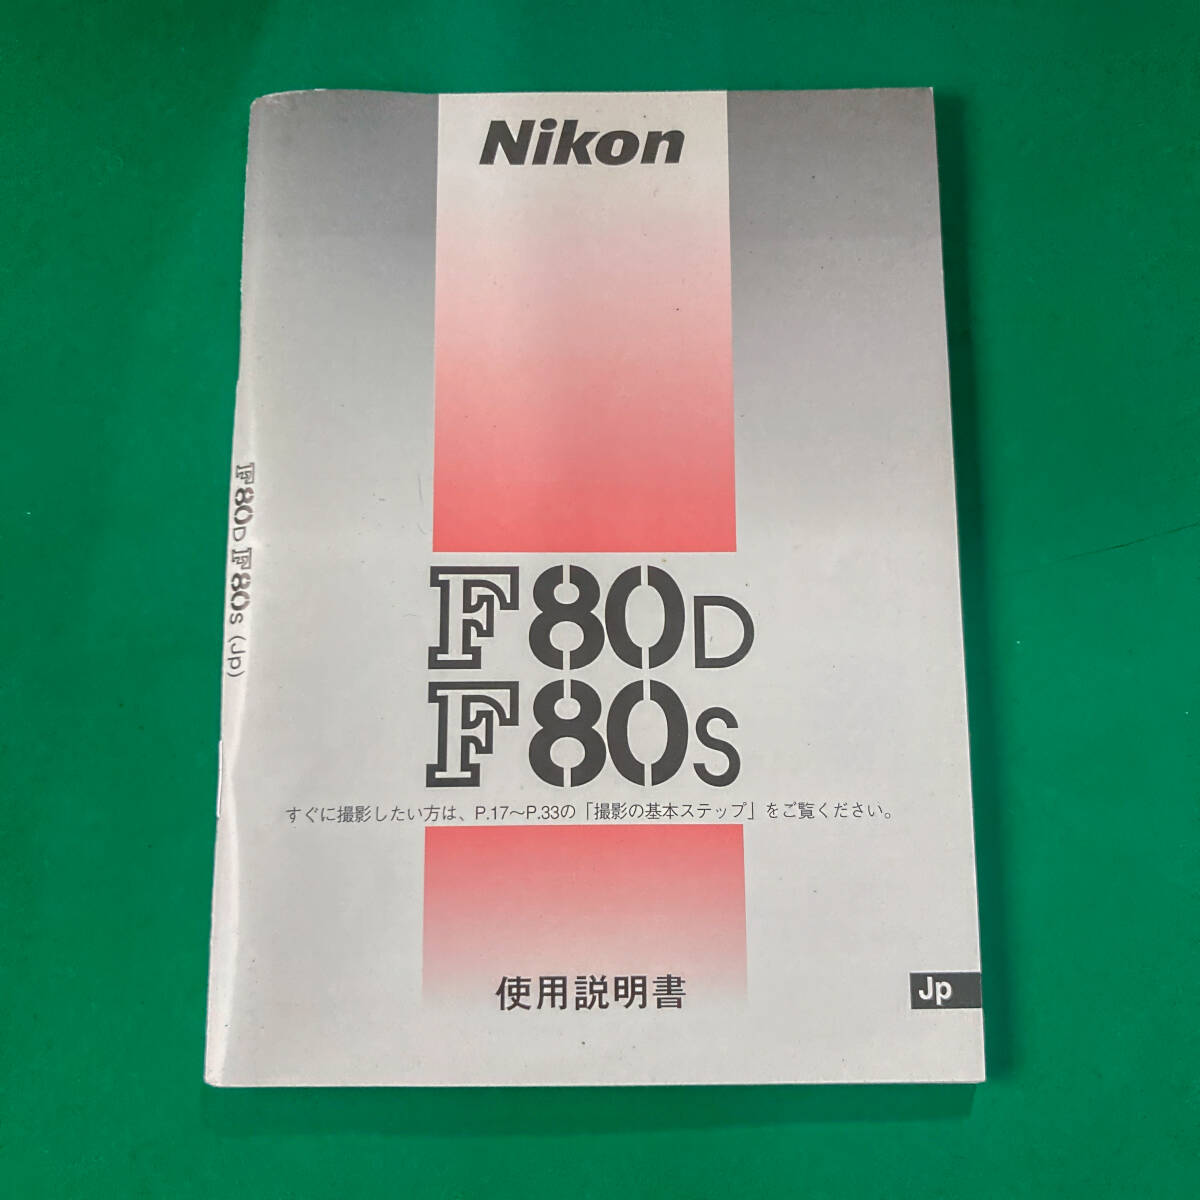 Nikon
F80D
F80S
すぐに撮影したい方は、P.17〜P.33の「撮影の基本ステップ」をご覧ください。
使用説明書
Jp
F80D F80S (Jp)